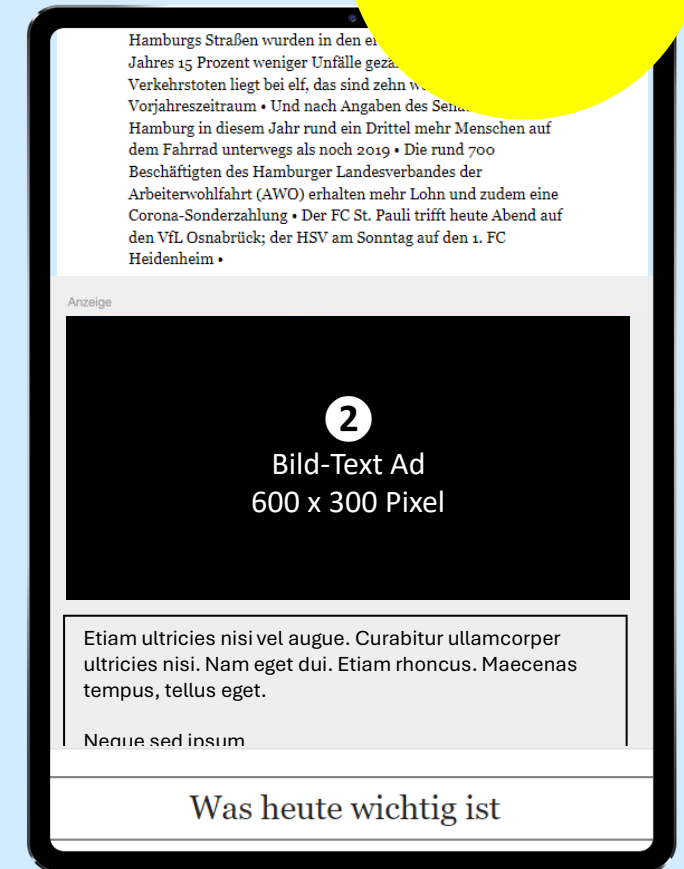 Hamburgs Straßen wurden in den
Jahres 15 Prozent weniger Unfälle
Verkehrstoten liegt bei elf, das sind zehn
Vorjahreszeitraum • Und nach Angaben des
Hamburg in diesem Jahr rund ein Drittel mehr Menschen auf
dem Fahrrad unterwegs als noch 2019 • Die rund 700
Beschäftigten des Hamburger Landesverbandes der
Arbeiterwohlfahrt (AWO) erhalten mehr Lohn und zudem eine
Corona-Sonderzahlung • Der FC St. Pauli trifft heute Abend auf
den VfL Osnabrück; der HSV am Sonntag auf den 1. FC
Heidenheim •
Anzeige
2
Bild-Text Ad
600 x 300 Pixel
Etiam ultricies nisi vel augue. Curabitur ullamcorper
ultricies nisi. Nam eget dui. Etiam rhoncus. Maecenas
tempus, tellus eget.
Neque sed ipsum
Was heute wichtig ist